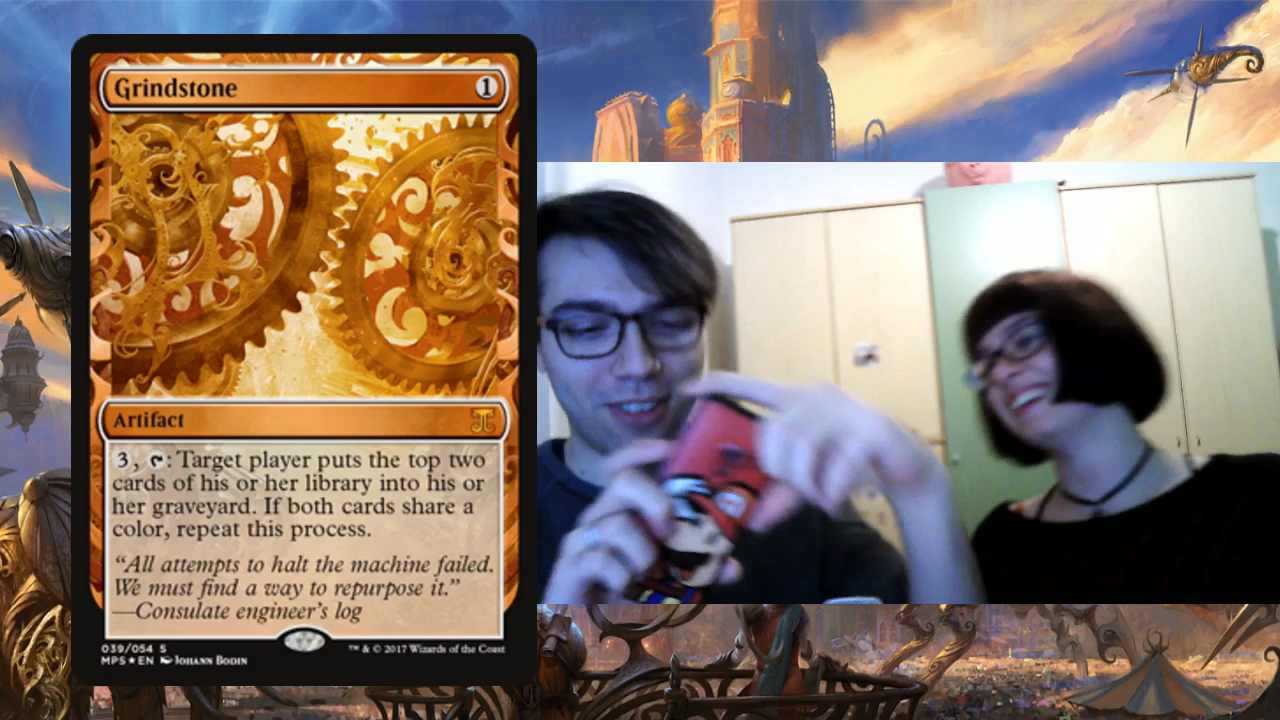 Grindstone 1
Artifact
3, : Target player puts the top two
cards of his or her library into his or
her graveyard. If both cards share a
color, repeat this process.
“All attempts to halt the machine failed.
We must find a way to repurpose it.”
—Consulate engineer's log
039/054 S
MPS★EN Johann Bodin
™ & © 2017 Wizards of the Coast